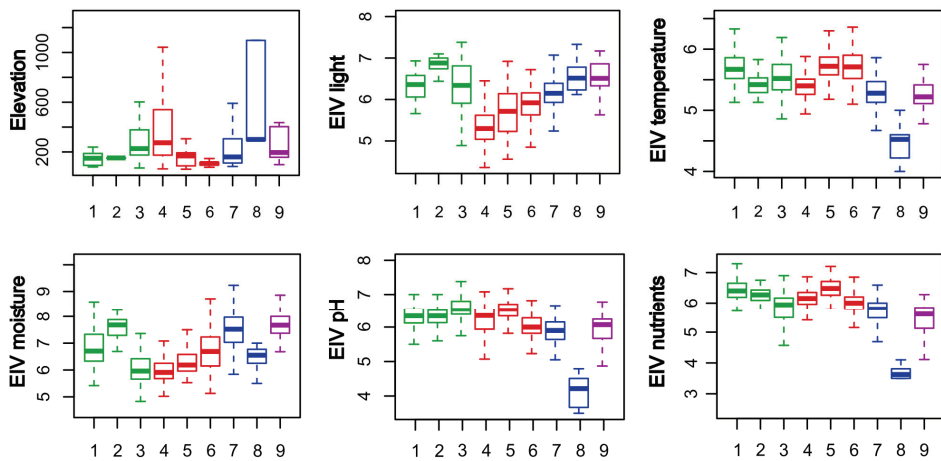 Elevation
200 600 1000
1 2 3 4 5 6 7 8 9
EIV light
5 6 7 8
1 2 3 4 5 6 7 8 9
EIV temperature
4 5 6
1 2 3 4 5 6 7 8 9
EIV moisture
5 6 7 8 9
1 2 3 4 5 6 7 8 9
EIV pH
4 5 6 7 8
1 2 3 4 5 6 7 8 9
EIV nutrients
3 4 5 6 7
1 2 3 4 5 6 7 8 9